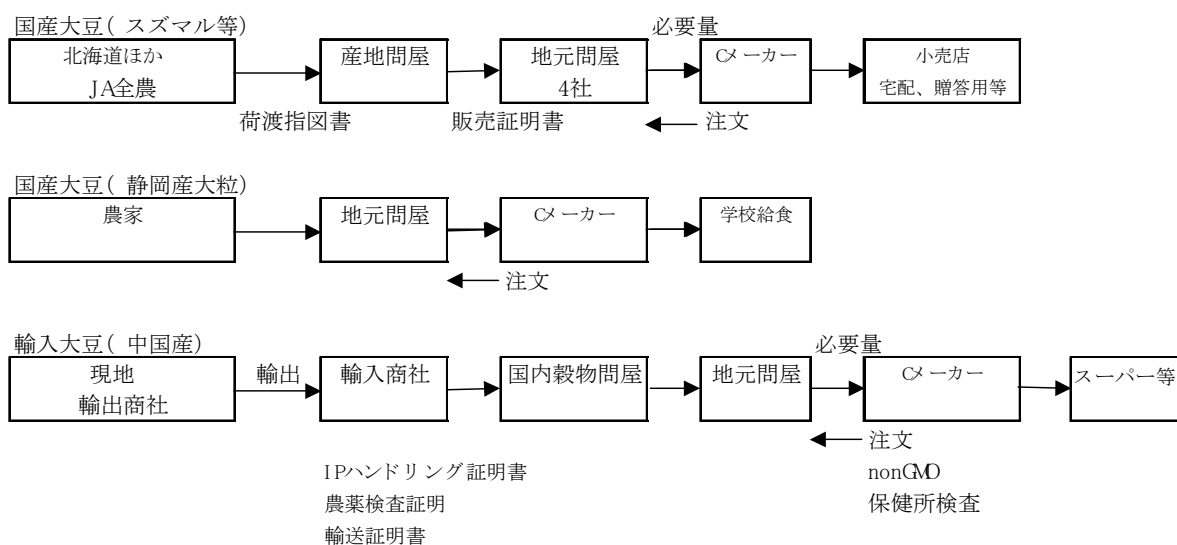 国産大豆( スズマル等)
必要量
北海道ほか
JA全農
産地問屋
地元問屋
4社
Cメーカー
小売店
宅配、贈答用等
荷渡指図書
販売証明書
注文
国産大豆( 静岡産大粒)
農家
地元問屋
Cメーカー
学校給食
注文
輸入大豆( 中国産)
必要量
現地
輸出商社
輸出
輸入商社
国内穀物問屋
地元問屋
Cメーカー
スーパー等
注文
IPハンドリング証明書
nonGMO
農薬検査証明
保健所検査
輸送証明書